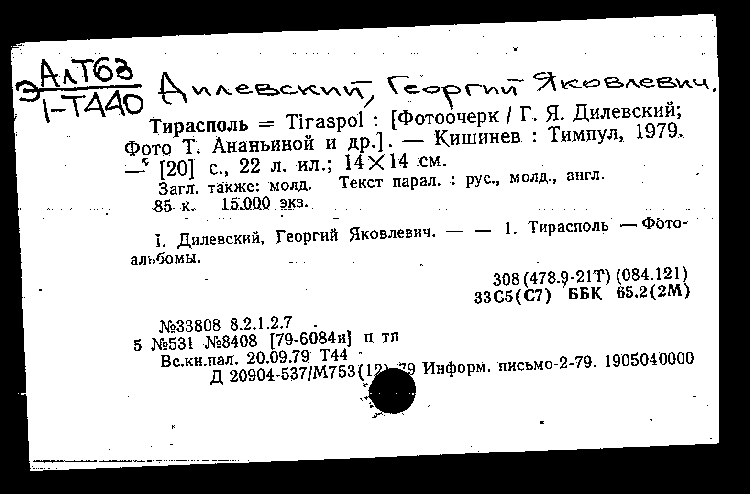 АлТ63
Э 1-Т440
Дилевский, Георгий Яковлевич.
Тирасполь = Tiraspol : [Фотоочерк / Г. Я. Дилевский;
Фото Т. Ананьиной и др.]. — Кишинев : Тимпул, 1979.
— [20] с., 22 л. ил.; 14×14 см.
Загл. также: молд. Текст парал. : рус., молд., англ.
85 к. 15.000 экз.
I. Дилевский, Георгий Яковлевич. — — 1. Тирасполь — Фото-
альбомы.
308(478.9-21Т)(084.121)
33С5(С7) ББК 65.2(2М)
№33808 8.2.1.2.7
5 №531 №8408 [79-6084и] п тп
Вс.кн.пал. 20.09.79 Т44
Д 20904-537/М753(12)-79 Информ. письмо-2-79. 1905040000